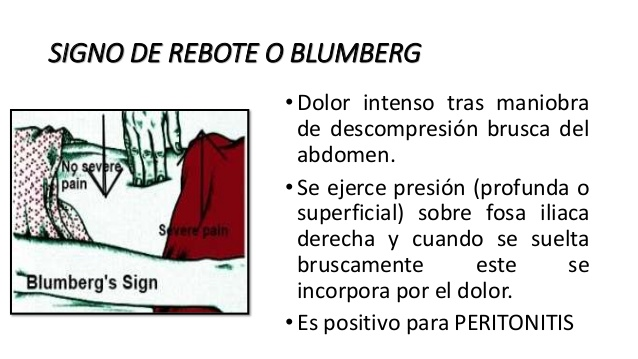 SIGNO DE REBOTE O BLUMBERG
No severe
pain
Severe pain
Blumberg's Sign
• Dolor intenso tras maniobra
de descompresión brusca del
abdomen.
• Se ejerce presión (profunda o
superficial) sobre fosa iliaca
derecha y cuando se suelta
bruscamente este se
incorpora por el dolor.
• Es positivo para PERITONITIS